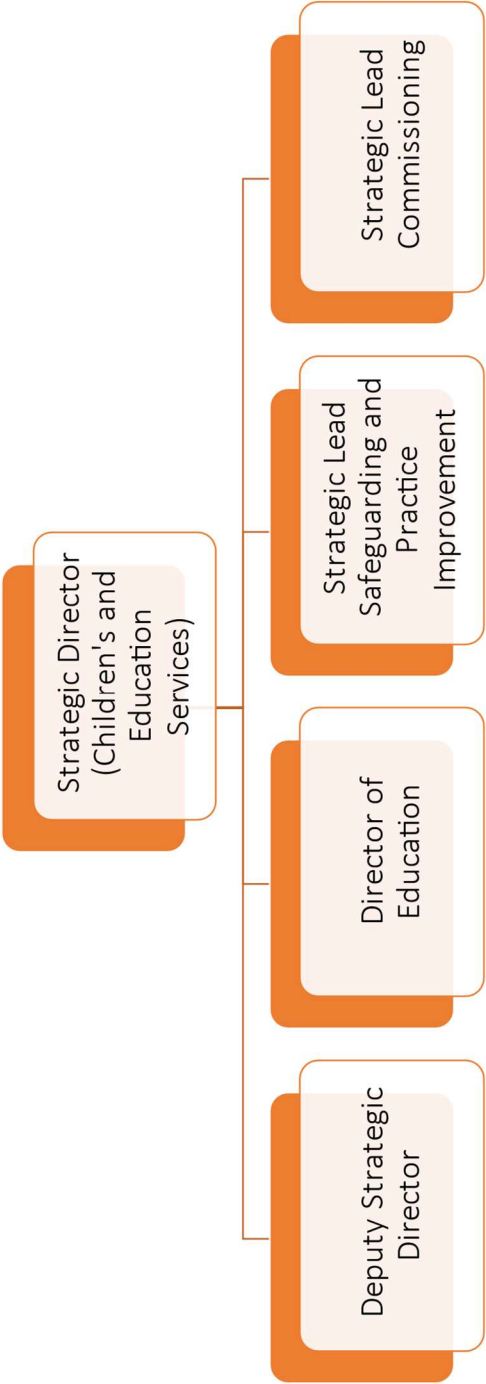 Strategic Director
(Children's and
Education
Services)
Deputy Strategic
Director
Director of
Education
Strategic Lead
Safeguarding and
Practice
Improvement
Strategic Lead
Commissioning